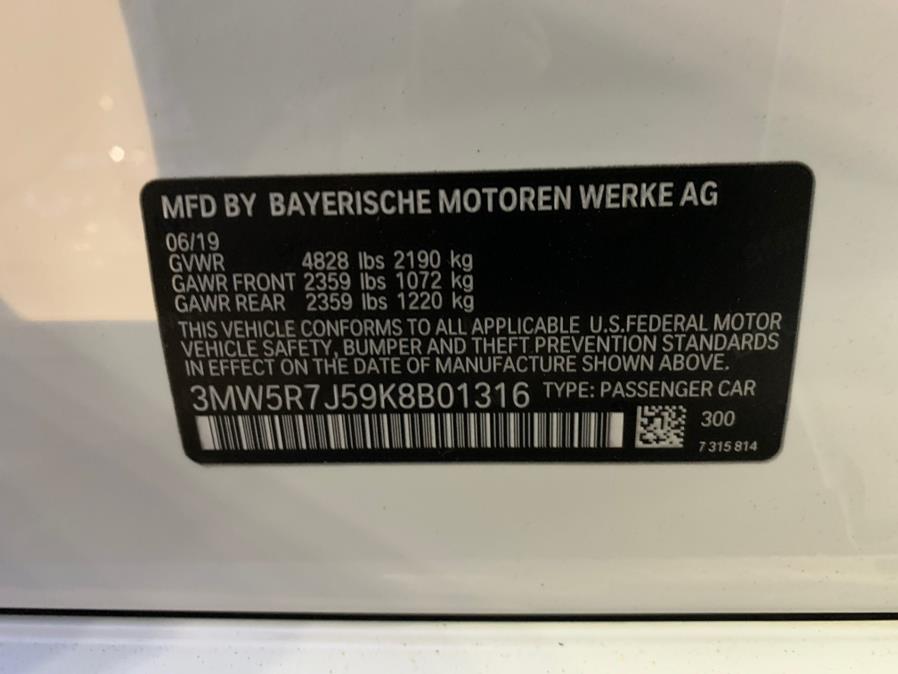 MFD BY BAYERISCHE MOTOREN WERKE AG
06/19
GVWR 4828 lbs 2190 kg
GAWR FRONT 2359 lbs 1072 kg
GAWR REAR 2359 lbs 1220 kg
THIS VEHICLE CONFORMS TO ALL APPLICABLE U.S.FEDERAL MOTOR
VEHICLE SAFETY, BUMPER AND THEFT PREVENTION STANDARDS
IN EFFECT ON THE DATE OF MANUFACTURE SHOWN ABOVE.
3MW5R7J59K8B01316 TYPE: PASSENGER CAR
300
7 315 814